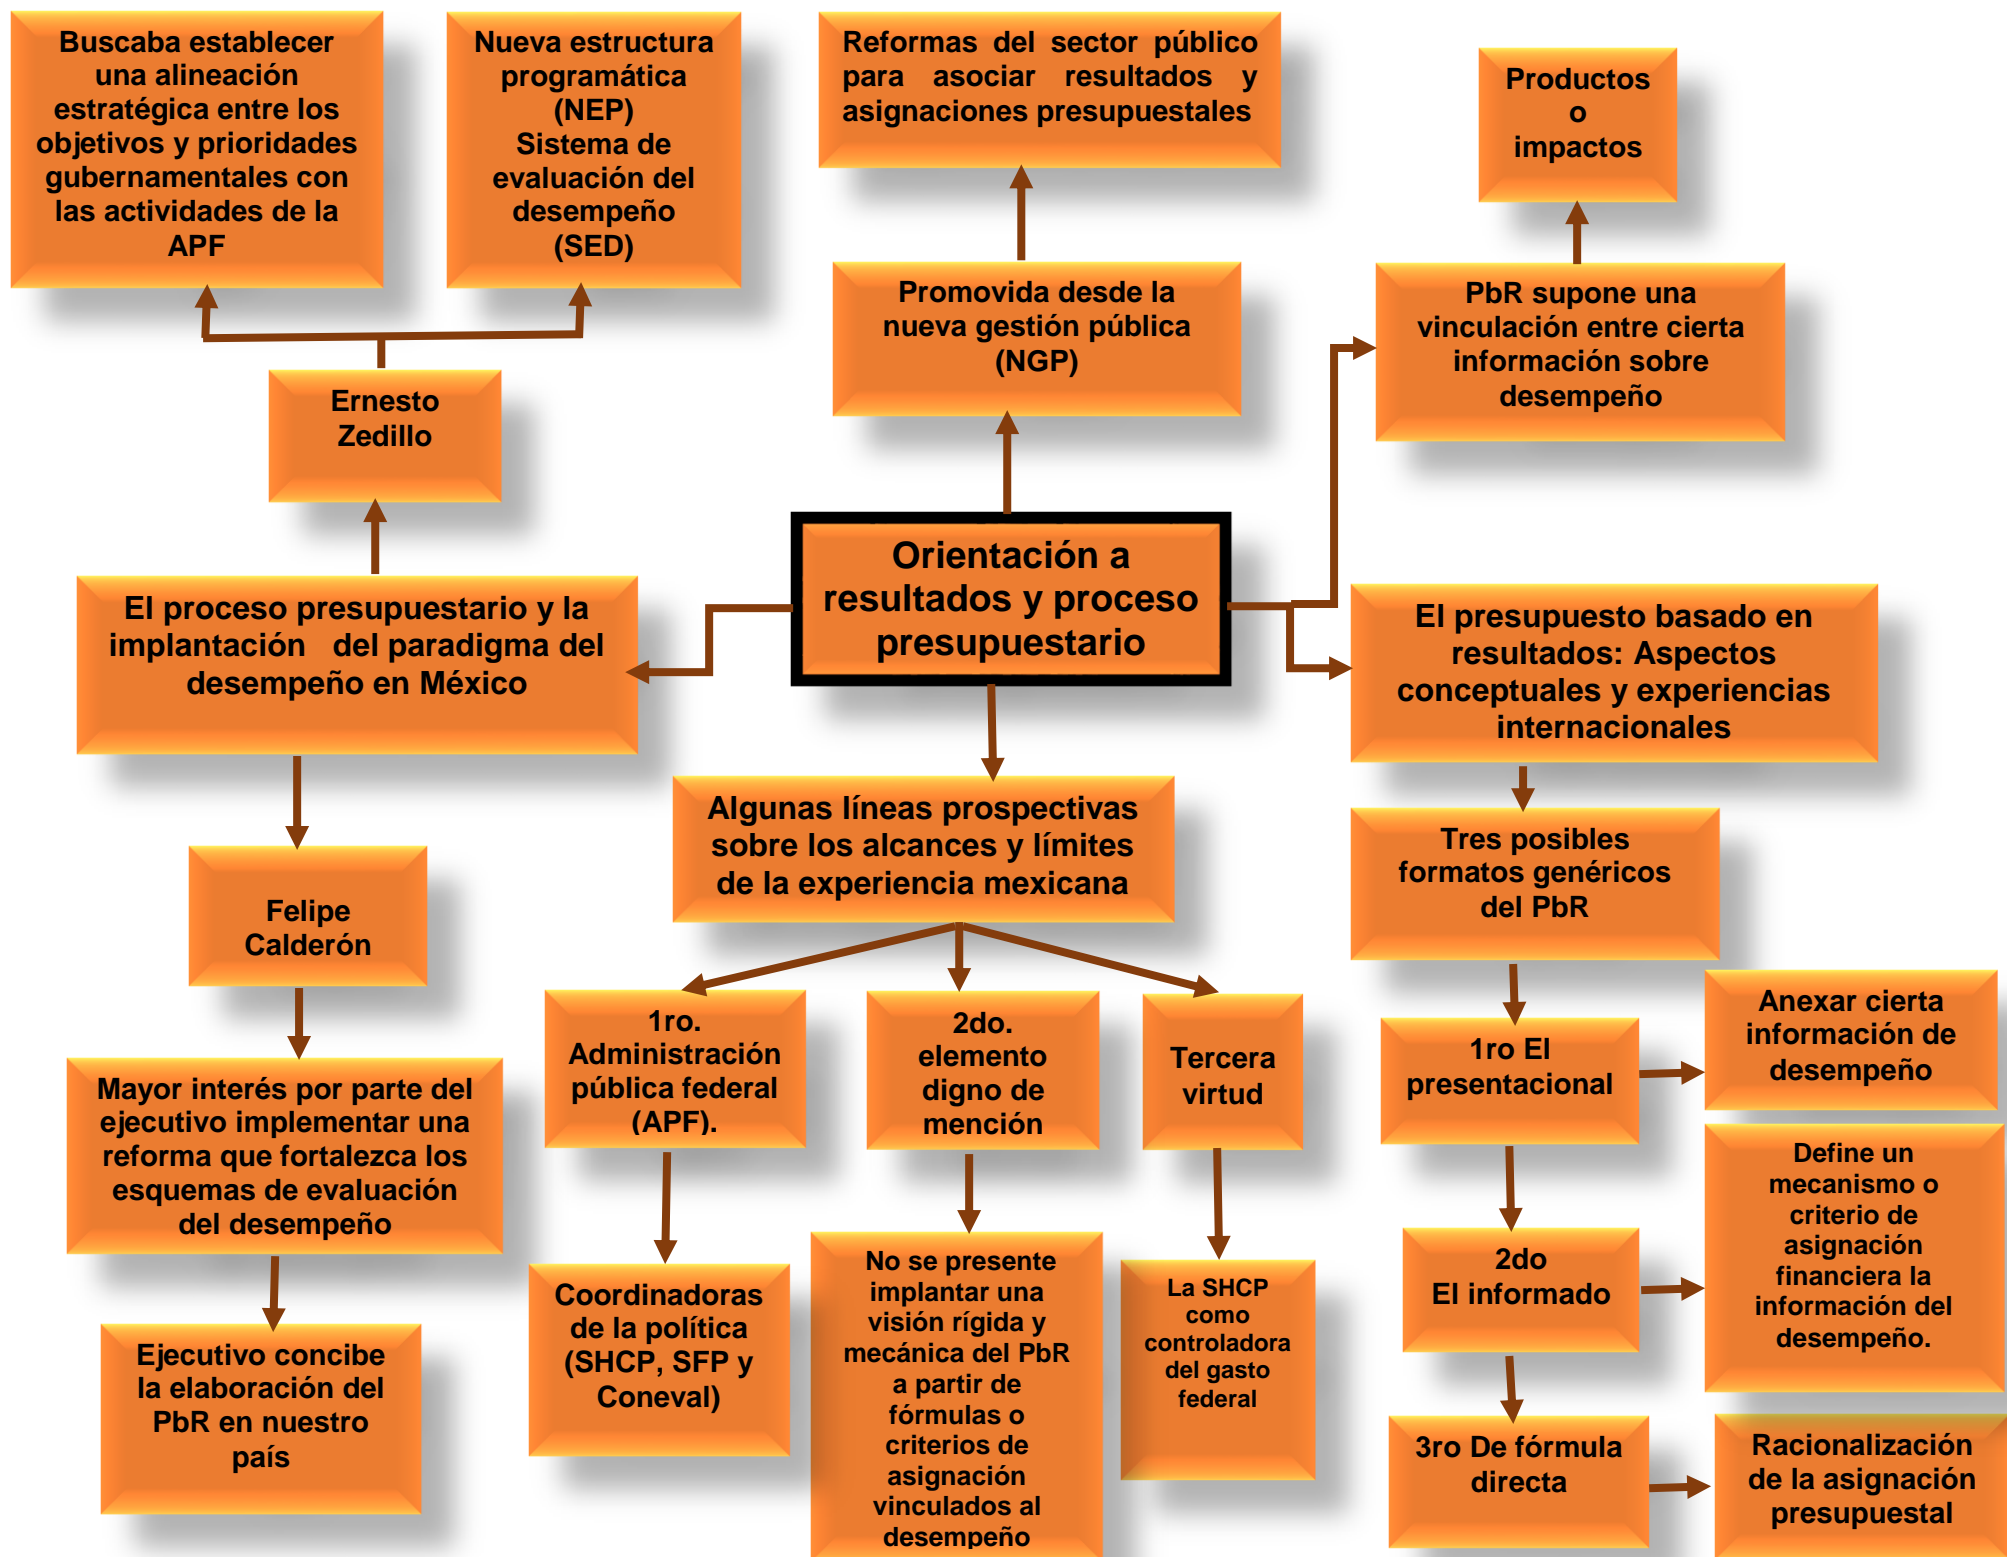 Buscaba establecer
una alineación
estratégica entre los
objetivos y prioridades
gubernamentales con
las actividades de la
APF
Nueva estructura
programática
(NEP)
Sistema de
evaluación del
desempeño
(SED)
Reformas del sector público
para asociar resultados y
asignaciones presupuestales
Productos
o
impactos
Promovida desde la
nueva gestión pública
(NGP)
PbR supone una
vinculación entre cierta
información sobre
desempeño
Ernesto
Zedillo
Orientación a
resultados y proceso
presupuestario
El proceso presupuestario y la
implantación del paradigma del
desempeño en México
El presupuesto basado en
resultados: Aspectos
conceptuales y experiencias
internacionales
Algunas líneas prospectivas
sobre los alcances y límites
de la experiencia mexicana
Tres posibles
formatos genéricos
del PbR
Felipe
Calderón
1ro.
Administración
pública federal
(APF).
2do.
elemento
digno de
mención
Tercera
virtud
1ro El
presentacional
Anexar cierta
información de
desempeño
Mayor interés por parte del
ejecutivo implementar una
reforma que fortalezca los
esquemas de evaluación
del desempeño
Define un
mecanismo o
criterio de
asignación
financiera la
información del
desempeño.
2do
El informado
Coordinadoras
de la política
(SHCP, SFP y
Coneval)
No se presente
implantar una
visión rígida y
mecánica del PbR
a partir de
fórmulas o
criterios de
asignación
vinculados al
desempeño
La SHCP
como
controladora
del gasto
federal
Ejecutivo concibe
la elaboración del
PbR en nuestro
país
3ro De fórmula
directa
Racionalización
de la asignación
presupuestal